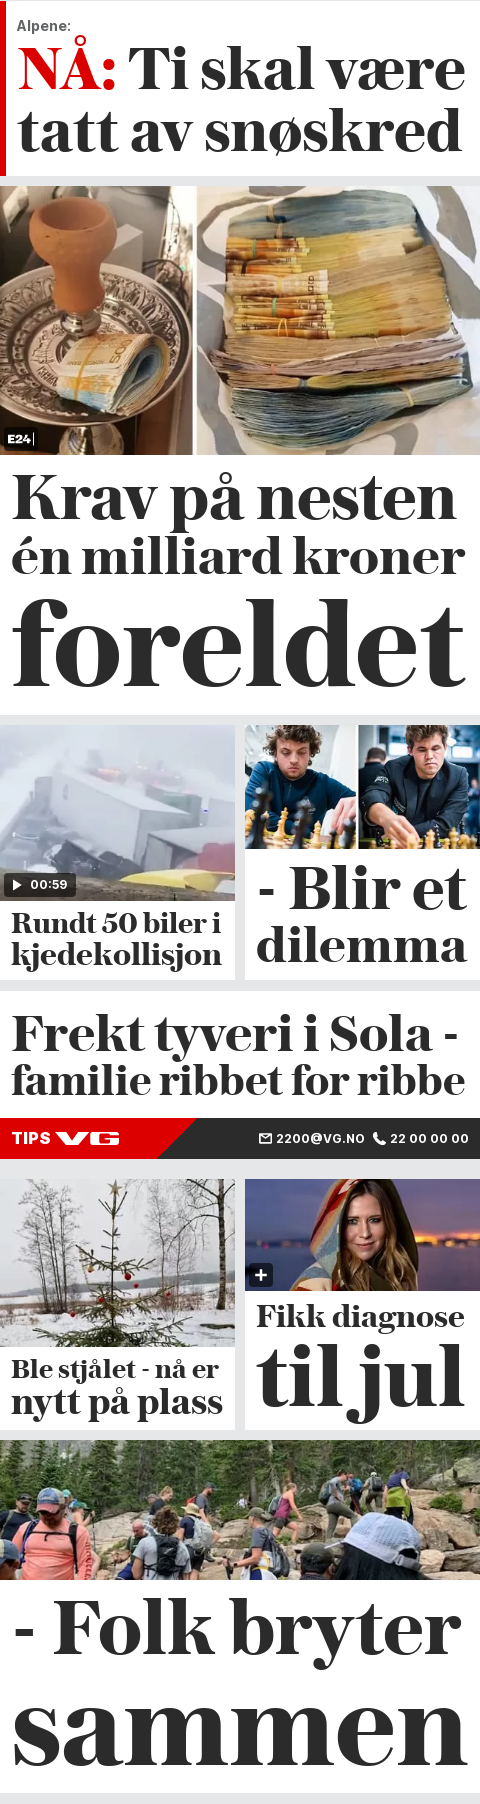 Alpene:
NÅ: Ti skal være
tatt av snøskred
E24
Krav på nesten
én milliard kroner
foreldet
00:59
Rundt 50 biler i
kjedekollisjon
- Blir et
dilemma
Frekt tyveri i Sola -
familie ribbet for ribbe
TIPS VG 2200@VG.NO 22 00 00 00
Ble stjålet - nå er
nytt på plass
Fikk diagnose
til jul
- Folk bryter
sammen